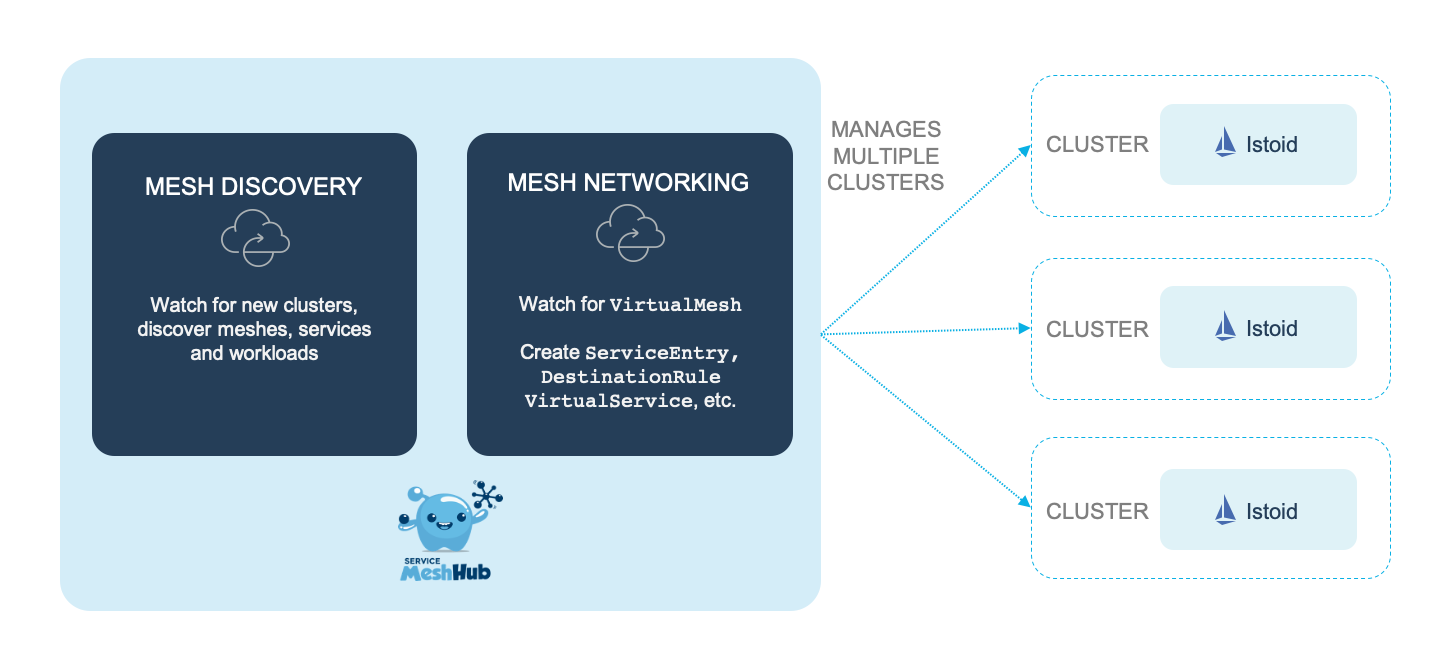 MESH DISCOVERY
Watch for new clusters,
discover meshes, services
and workloads
MESH NETWORKING
Watch for VirtualMesh
Create ServiceEntry,
DestinationRule
VirtualService, etc.
SERVICE
MeshHub
MANAGES
MULTIPLE
CLUSTERS
CLUSTER
Istoid
CLUSTER
Istoid
CLUSTER
Istoid